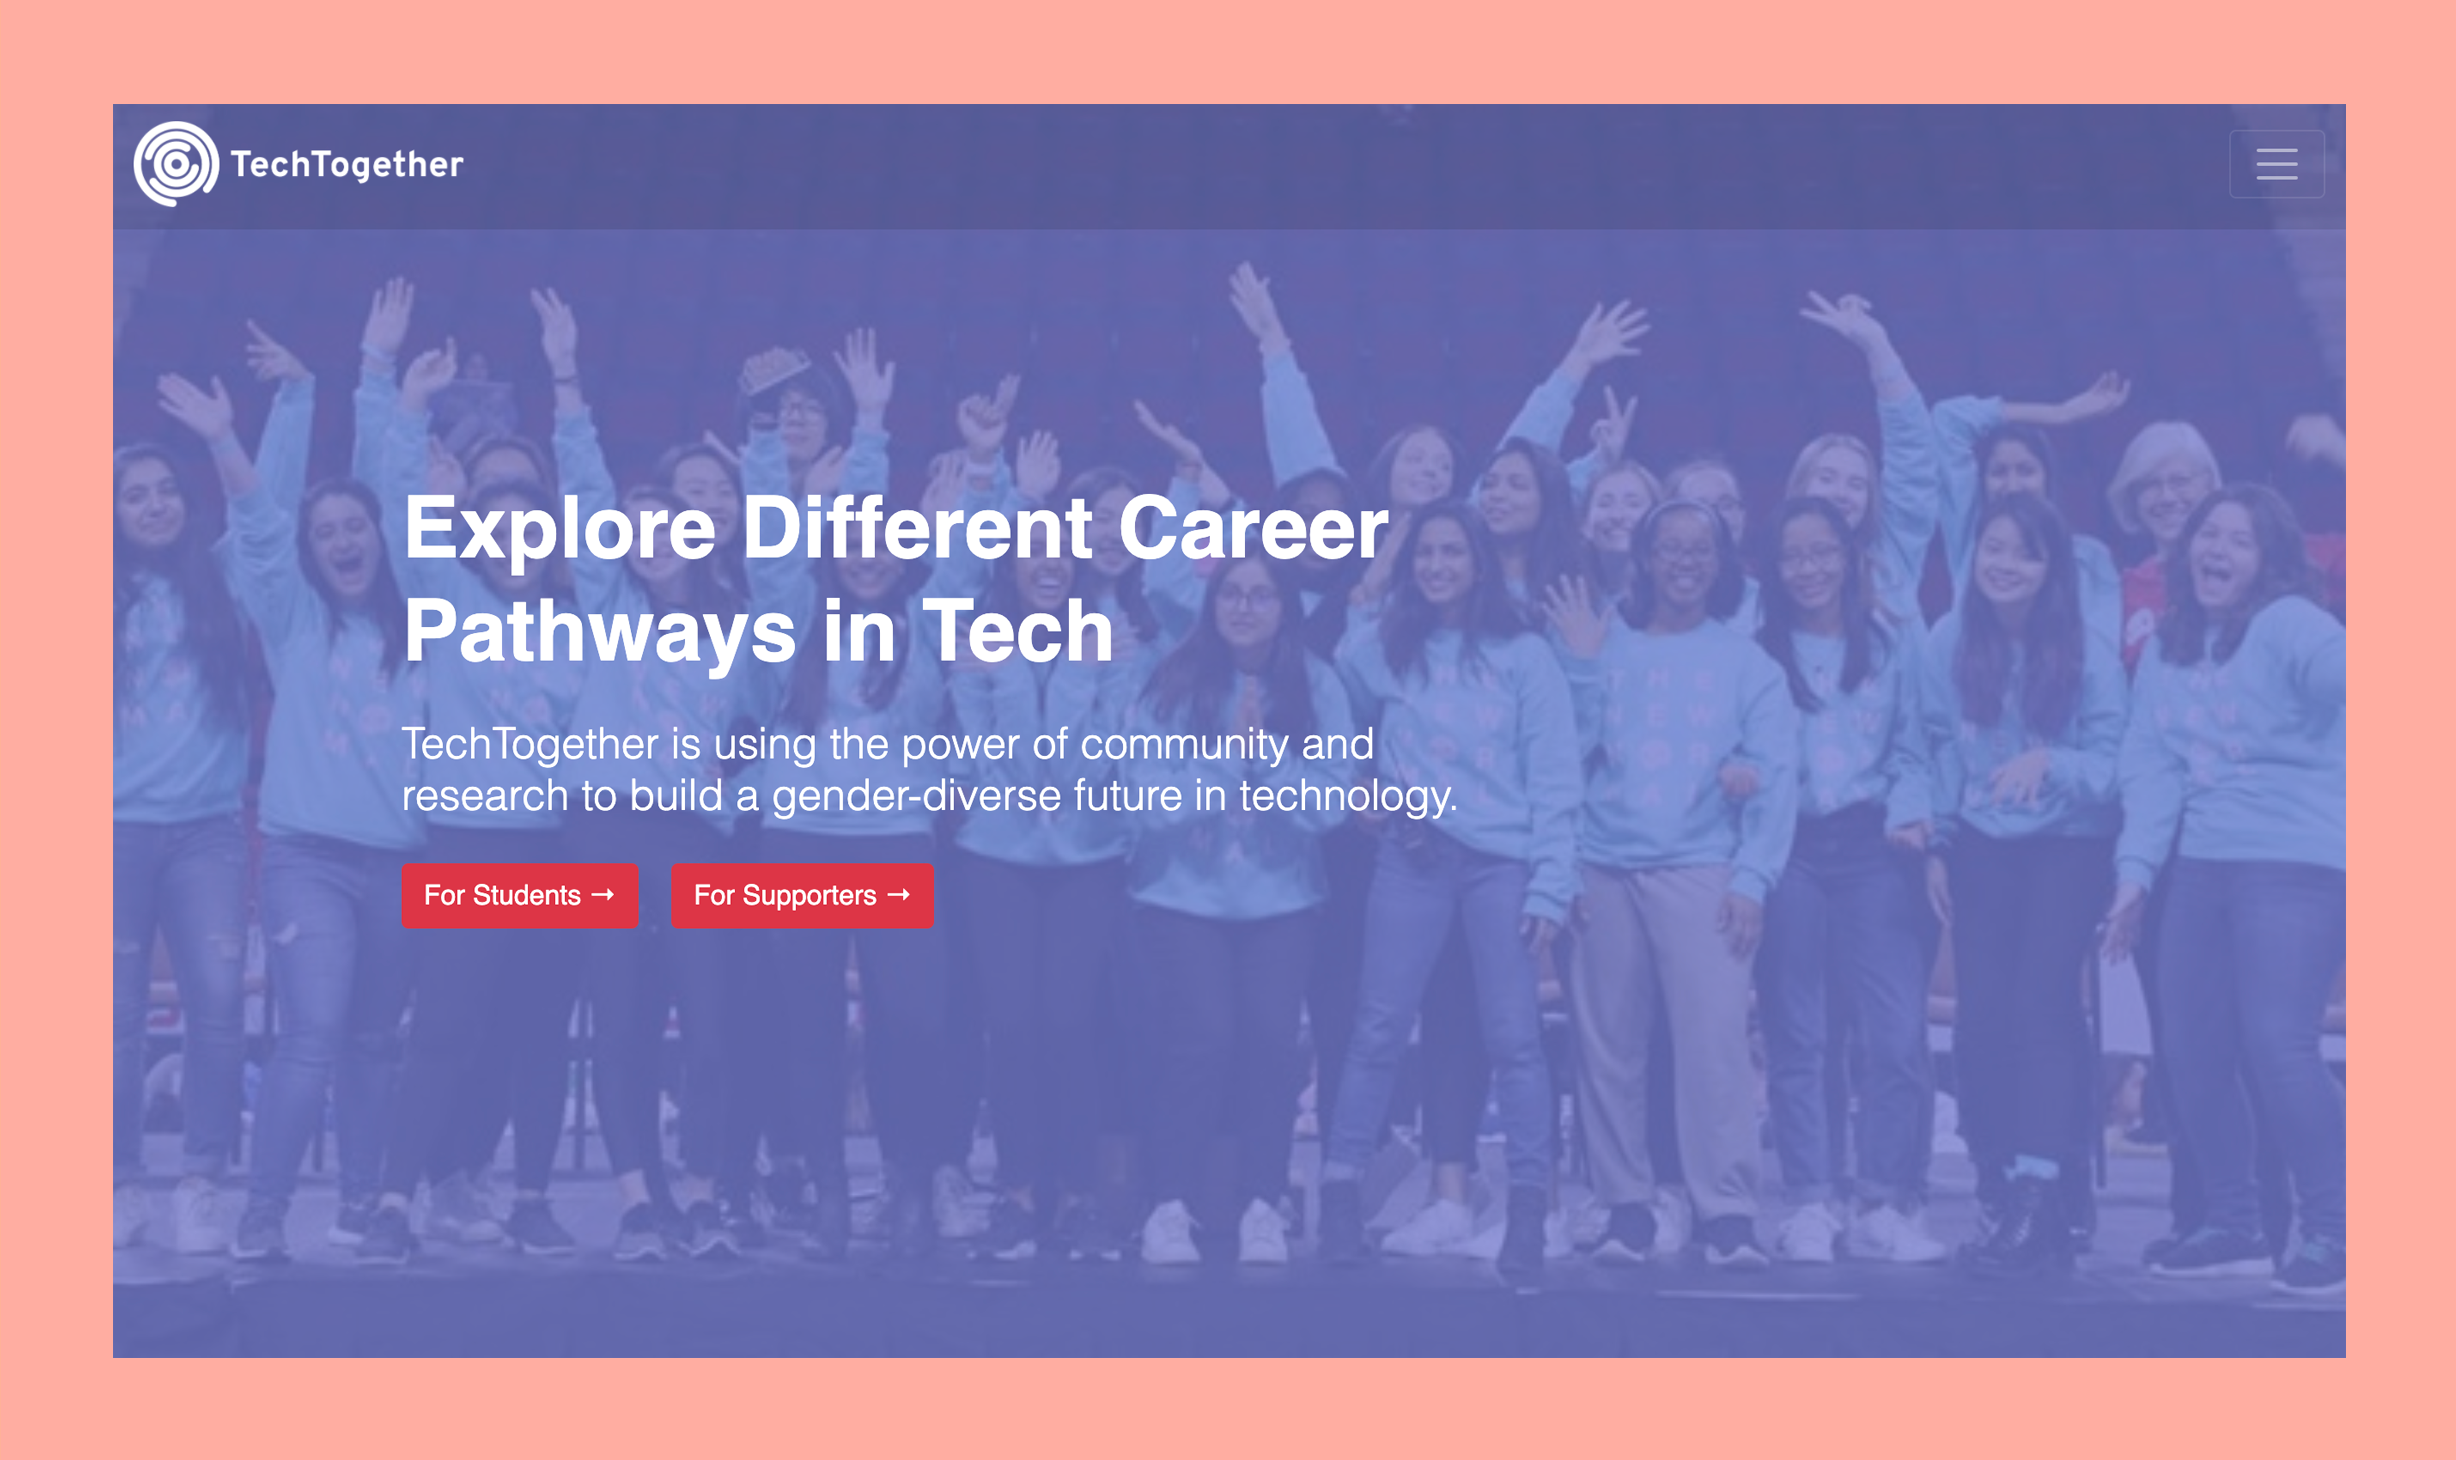 TechTogether
Explore Different Career
Pathways in Tech
TechTogether is using the power of community and
research to build a gender-diverse future in technology.
For Students →
For Supporters →